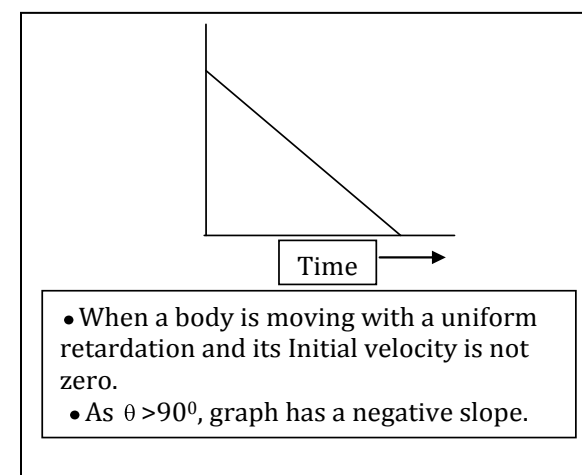 Time
• When a body is moving with a uniform
retardation and its Initial velocity is not
zero.
• As θ >90⁰, graph has a negative slope.